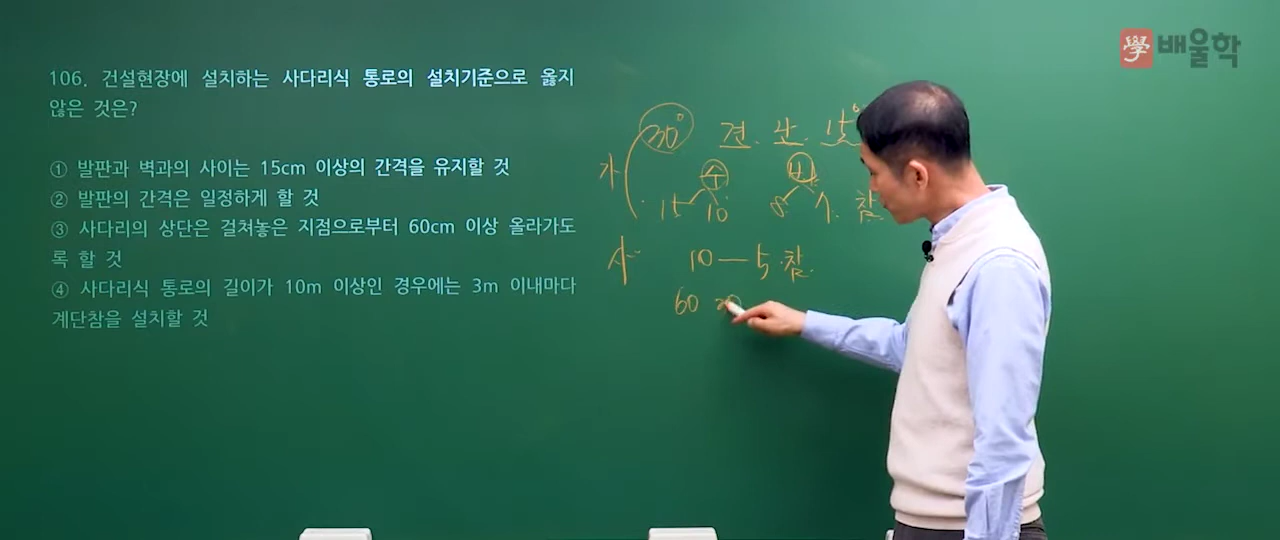 學 배울학
106. 건설현장에 설치하는 사다리식 통로의 설치기준으로 옳지
않은 것은?
① 발판과 벽과의 사이는 15cm 이상의 간격을 유지할 것
② 발판의 간격은 일정하게 할 것
③ 사다리의 상단은 걸쳐놓은 지점으로부터 60cm 이상 올라가도
록 할 것
④ 사다리식 통로의 길이가 10m 이상인 경우에는 3m 이내마다
계단참을 설치할 것
30° 견. 난.
가 수 비
15 10 8. 7. 참
사 10 — 5.참.
60